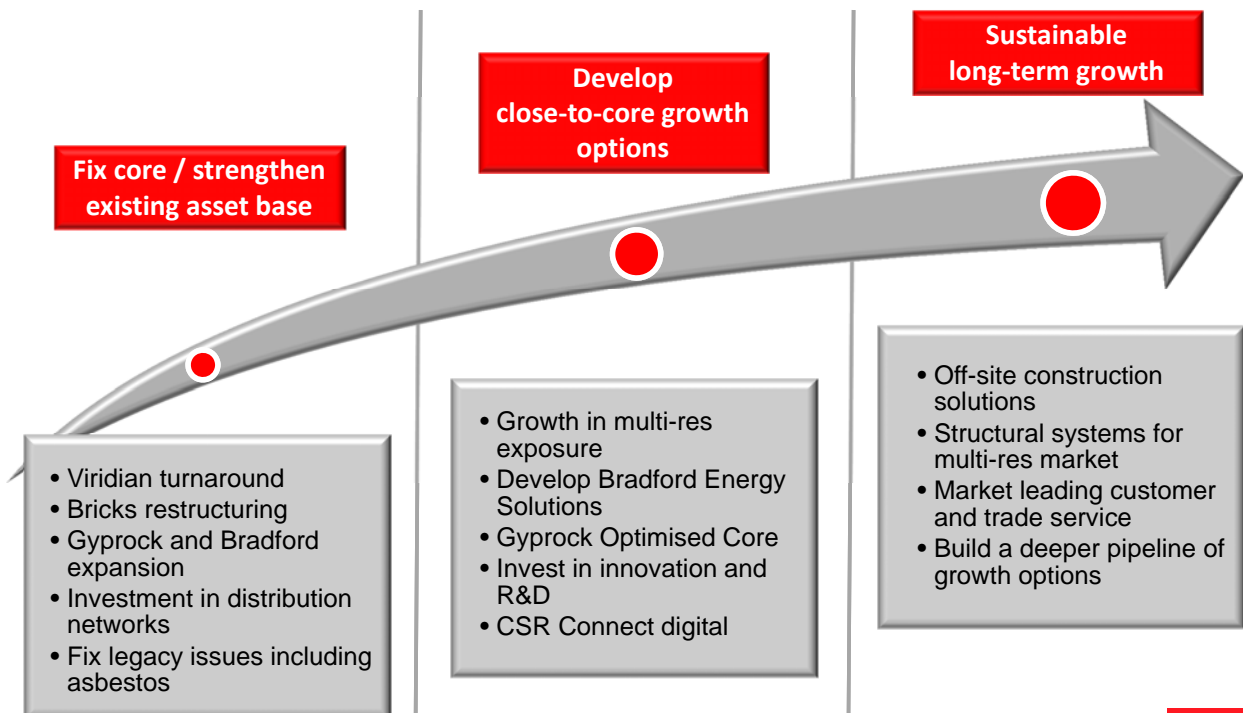 Fix core / strengthen
existing asset base
• Viridian turnaround
• Bricks restructuring
• Gyprock and Bradford
expansion
• Investment in distribution
networks
• Fix legacy issues including
asbestos
Develop
close-to-core growth
options
• Growth in multi-res
exposure
• Develop Bradford Energy
Solutions
• Gyprock Optimised Core
• Invest in innovation and
R&D
• CSR Connect digital
Sustainable
long-term growth
• Off-site construction
solutions
• Structural systems for
multi-res market
• Market leading customer
and trade service
• Build a deeper pipeline of
growth options